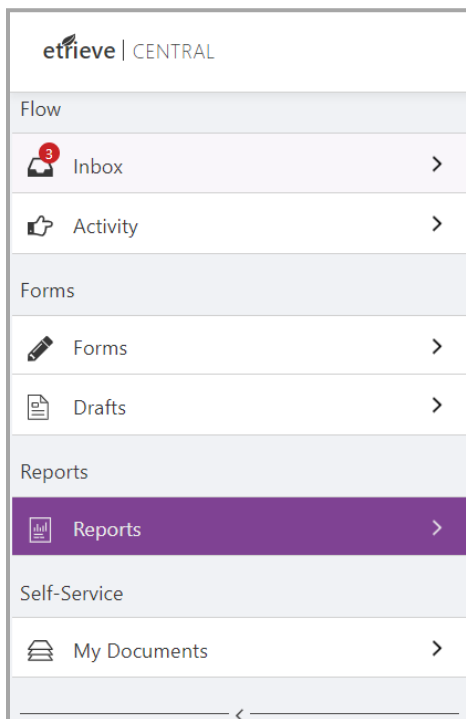 etrieve | CENTRAL
Flow
3
Inbox
Activity
Forms
Forms
Drafts
Reports
Reports
Self-Service
My Documents